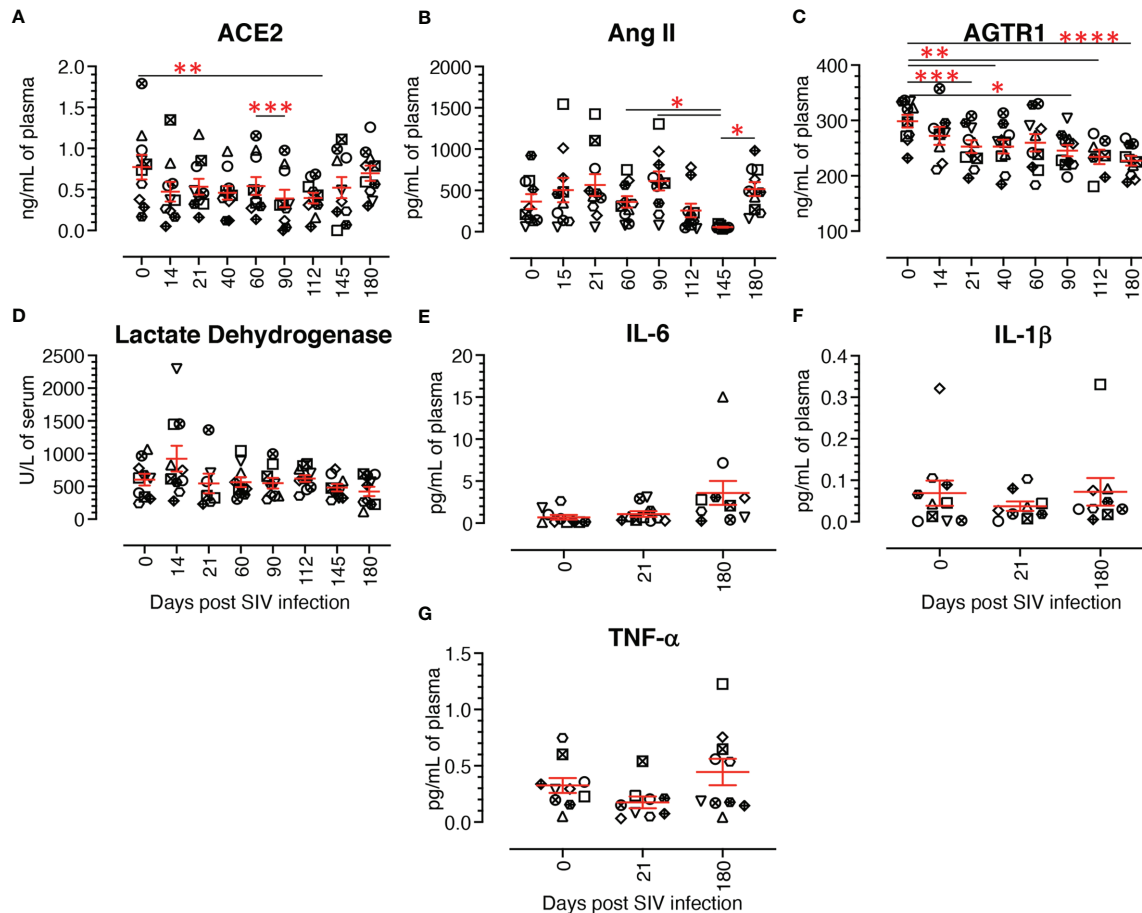 A
ACE2
ng/mL of plasma
2.0
1.5
1.0
0.5
0.0
**
***
0 14 21 40 60 90 112 145 180
B
Ang II
pg/mL of plasma
2000
1500
1000
500
0
*
*
0 15 21 60 90 112 145 180
C
AGTR1
ng/mL of plasma
400
300
200
100
****
**
***
*
0 14 21 40 60 90 112 180
D
Lactate Dehydrogenase
U/L of serum
2500
2000
1500
1000
500
0
0 14 21 60 90 112 145 180
Days post SIV infection
E
IL-6
pg/mL of plasma
20
15
10
5
0
0 21 180
Days post SIV infection
F
IL-1β
pg/mL of plasma
0.4
0.3
0.2
0.1
0.0
0 21 180
Days post SIV infection
G
TNF-α
pg/mL of plasma
1.5
1.0
0.5
0.0
0 21 180
Days post SIV infection